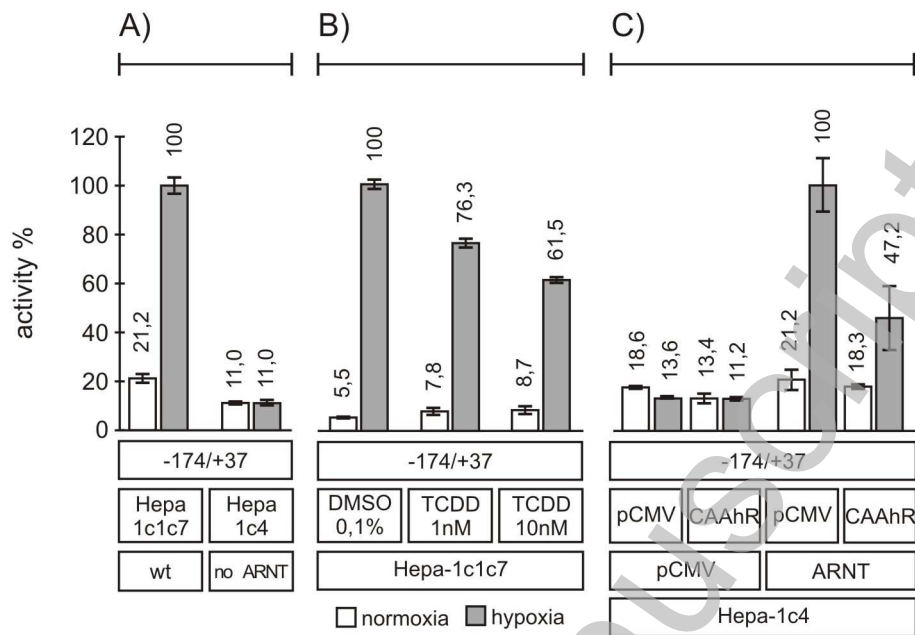 A)
B)
C)
activity %
120
100
80
60
40
20
0
21,2
100
11,0
11,0
5,5
100
7,8
76,3
8,7
61,5
18,6
13,6
13,4
11,2
21,2
100
18,3
47,2
-174/+37
-174/+37
-174/+37
Hepa
1c1c7
Hepa
1c4
DMSO
0,1%
TCDD
1nM
TCDD
10nM
pCMV
CAAhR
pCMV
CAAhR
wt
no ARNT
Hepa-1c1c7
pCMV
ARNT
normoxia
hypoxia
Hepa-1c4